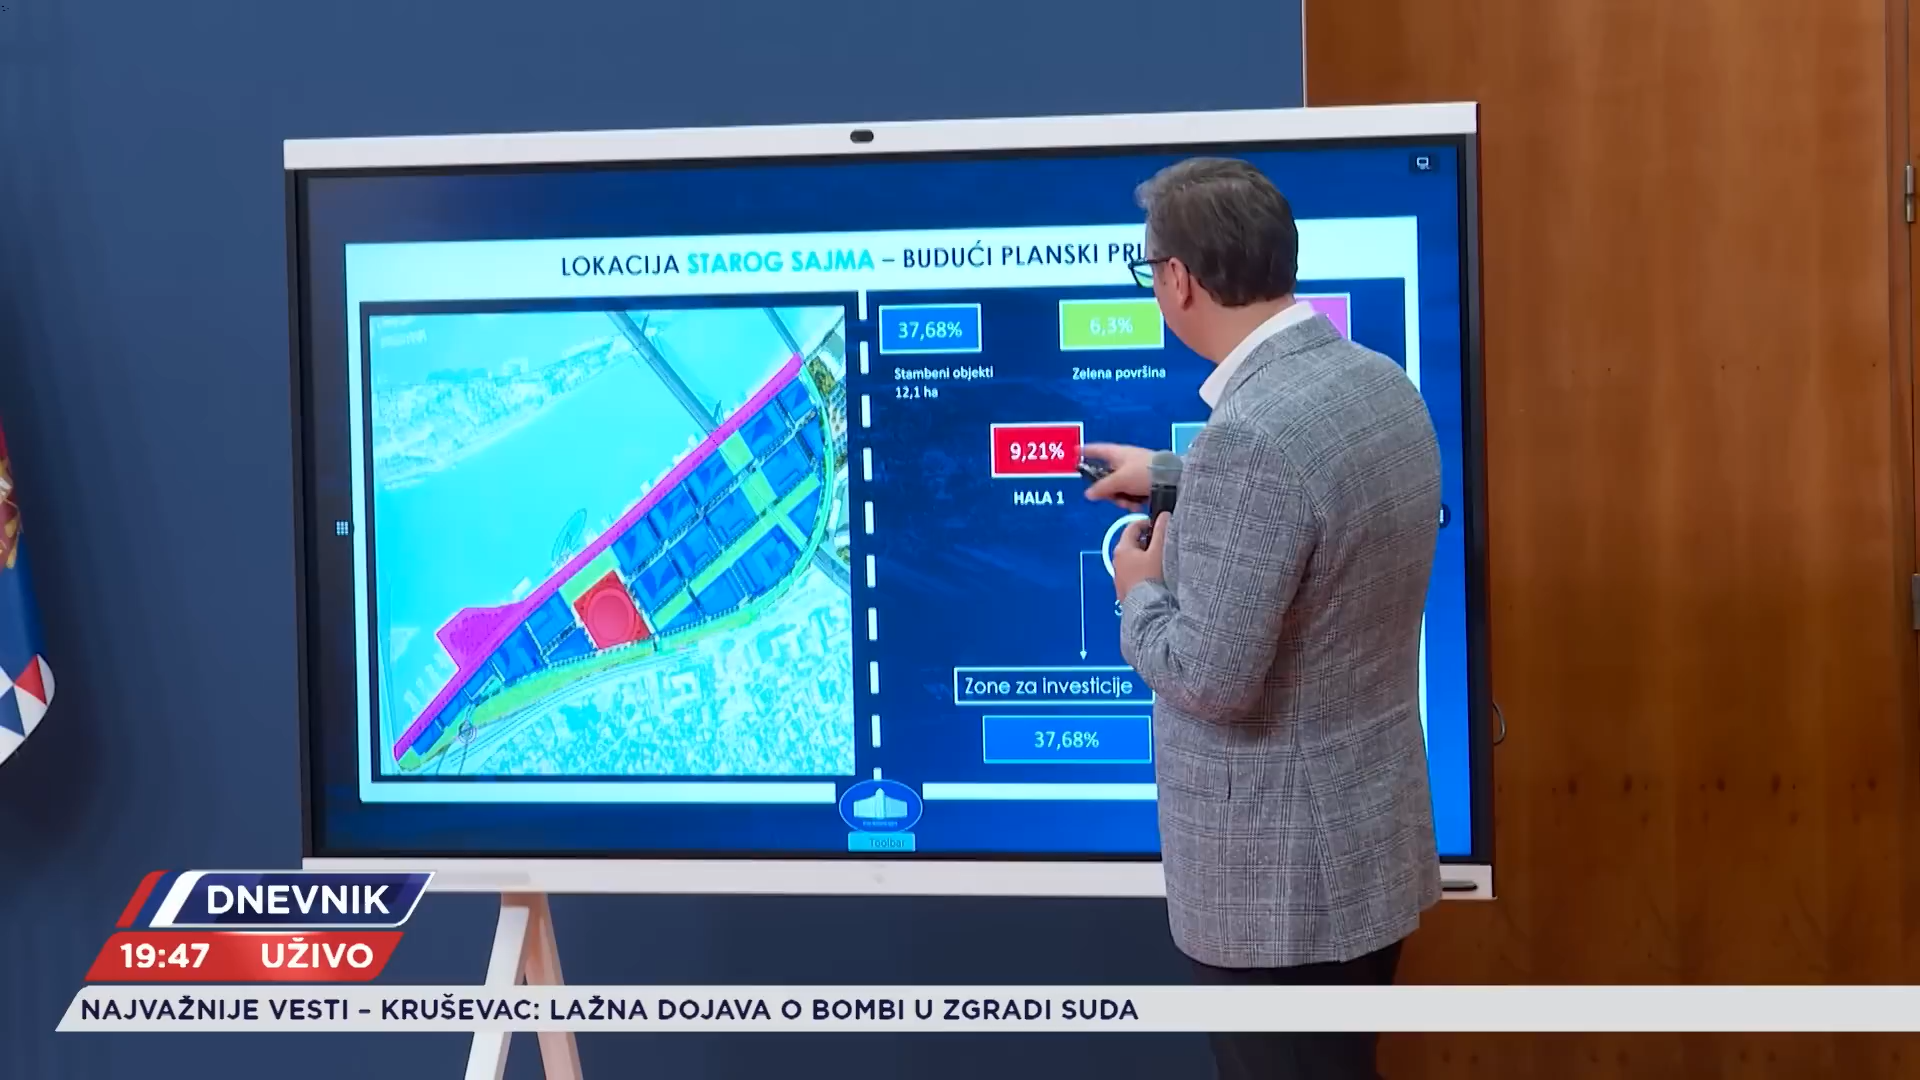 LOKACIJA STAROG SAJMA – BUDUĆI PLANSKI
37,68%
6,3%
Stambeni objekti
12,1 ha
Zelena površina
9,21%
HALA 1
Zone za investicije
37,68%
Toolbar
DNEVNIK
19:47 UŽIVO
NAJVAŽNIJE VESTI – KRUŠEVAC: LAŽNA DOJAVA O BOMBI U ZGRADI SUDA